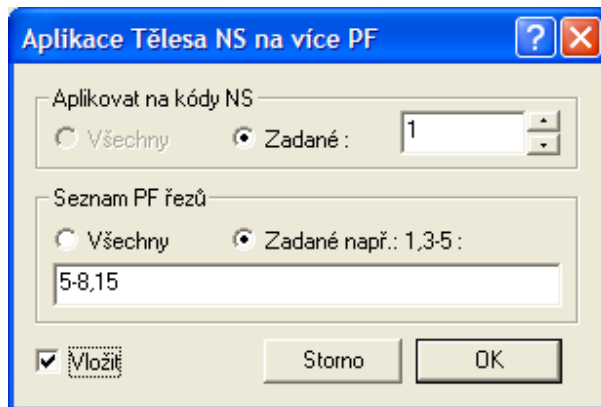 Aplikace Tělesa NS na více PF
Aplikovat na kódy NS
Všechny Zadané : 1
Seznam PF řezů
Všechny Zadané např.: 1,3-5 :
5-8,15
Vložit Storno OK